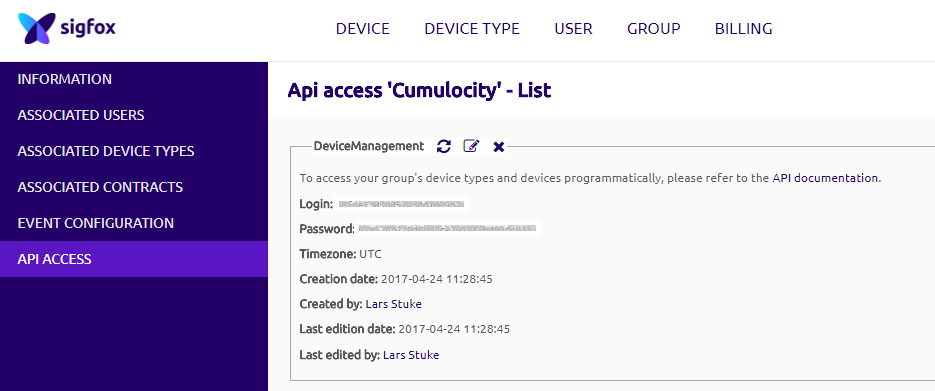 sigfox
DEVICE DEVICE TYPE USER GROUP BILLING
INFORMATION
ASSOCIATED USERS
ASSOCIATED DEVICE TYPES
ASSOCIATED CONTRACTS
EVENT CONFIGURATION
API ACCESS
Api access 'Cumulocity' - List
DeviceManagement
To access your group's device types and devices programmatically, please refer to the API documentation.
Login:
Password:
Timezone: UTC
Creation date: 2017-04-24 11:28:45
Created by: Lars Stuke
Last edition date: 2017-04-24 11:28:45
Last edited by: Lars Stuke